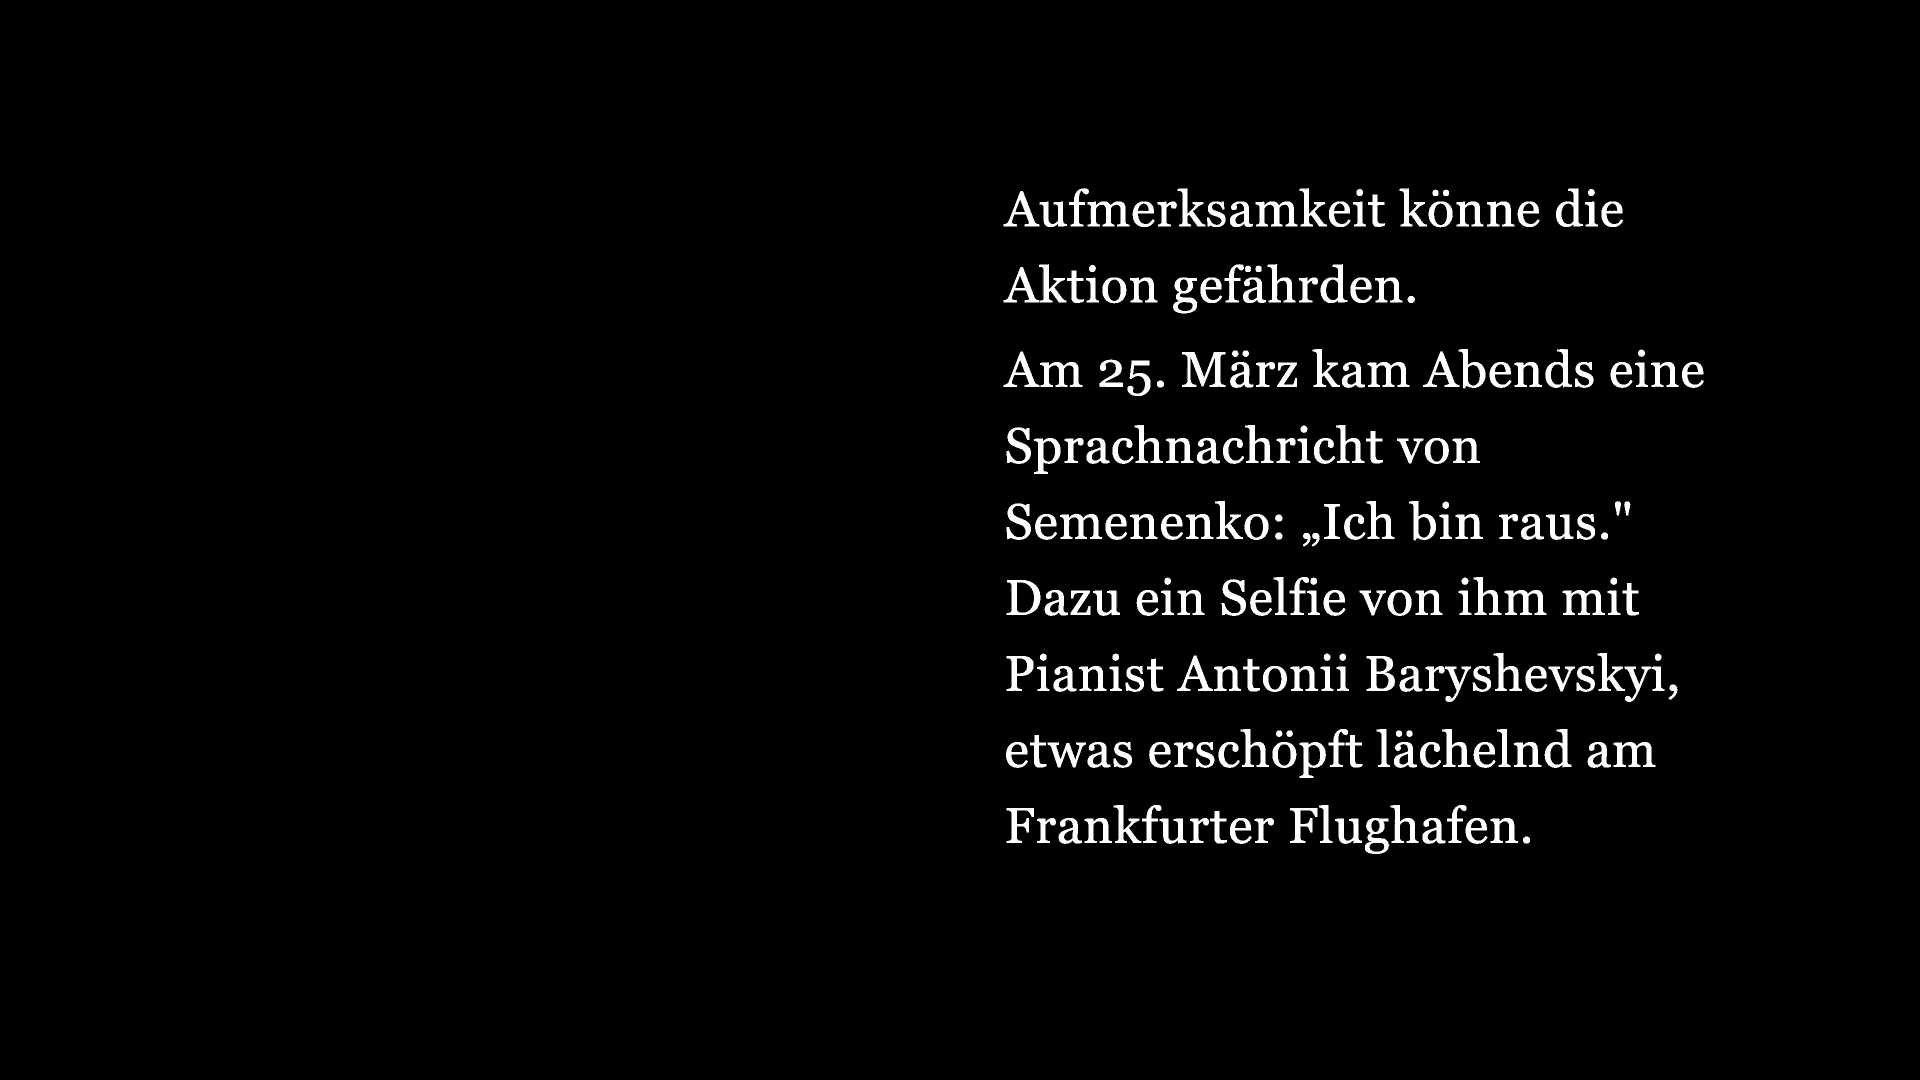 Aufmerksamkeit könne die
Aktion gefährden.
Am 25. März kam Abends eine
Sprachnachricht von
Semenenko: „Ich bin raus."
Dazu ein Selfie von ihm mit
Pianist Antonii Baryshevskyi,
etwas erschöpft lächelnd am
Frankfurter Flughafen.